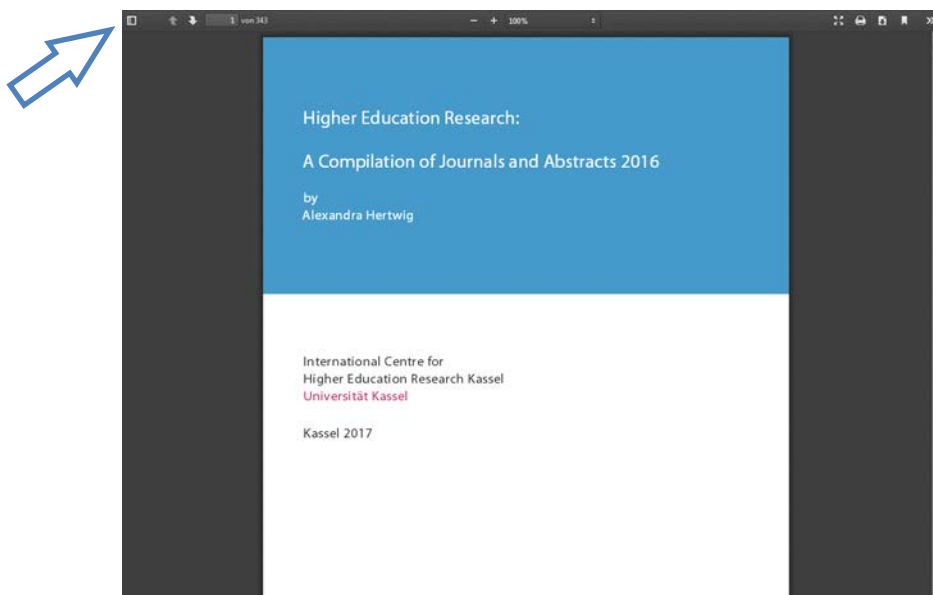 1 von 343 − + 100%
Higher Education Research:
A Compilation of Journals and Abstracts 2016
by
Alexandra Hertwig
International Centre for
Higher Education Research Kassel
Universität Kassel
Kassel 2017